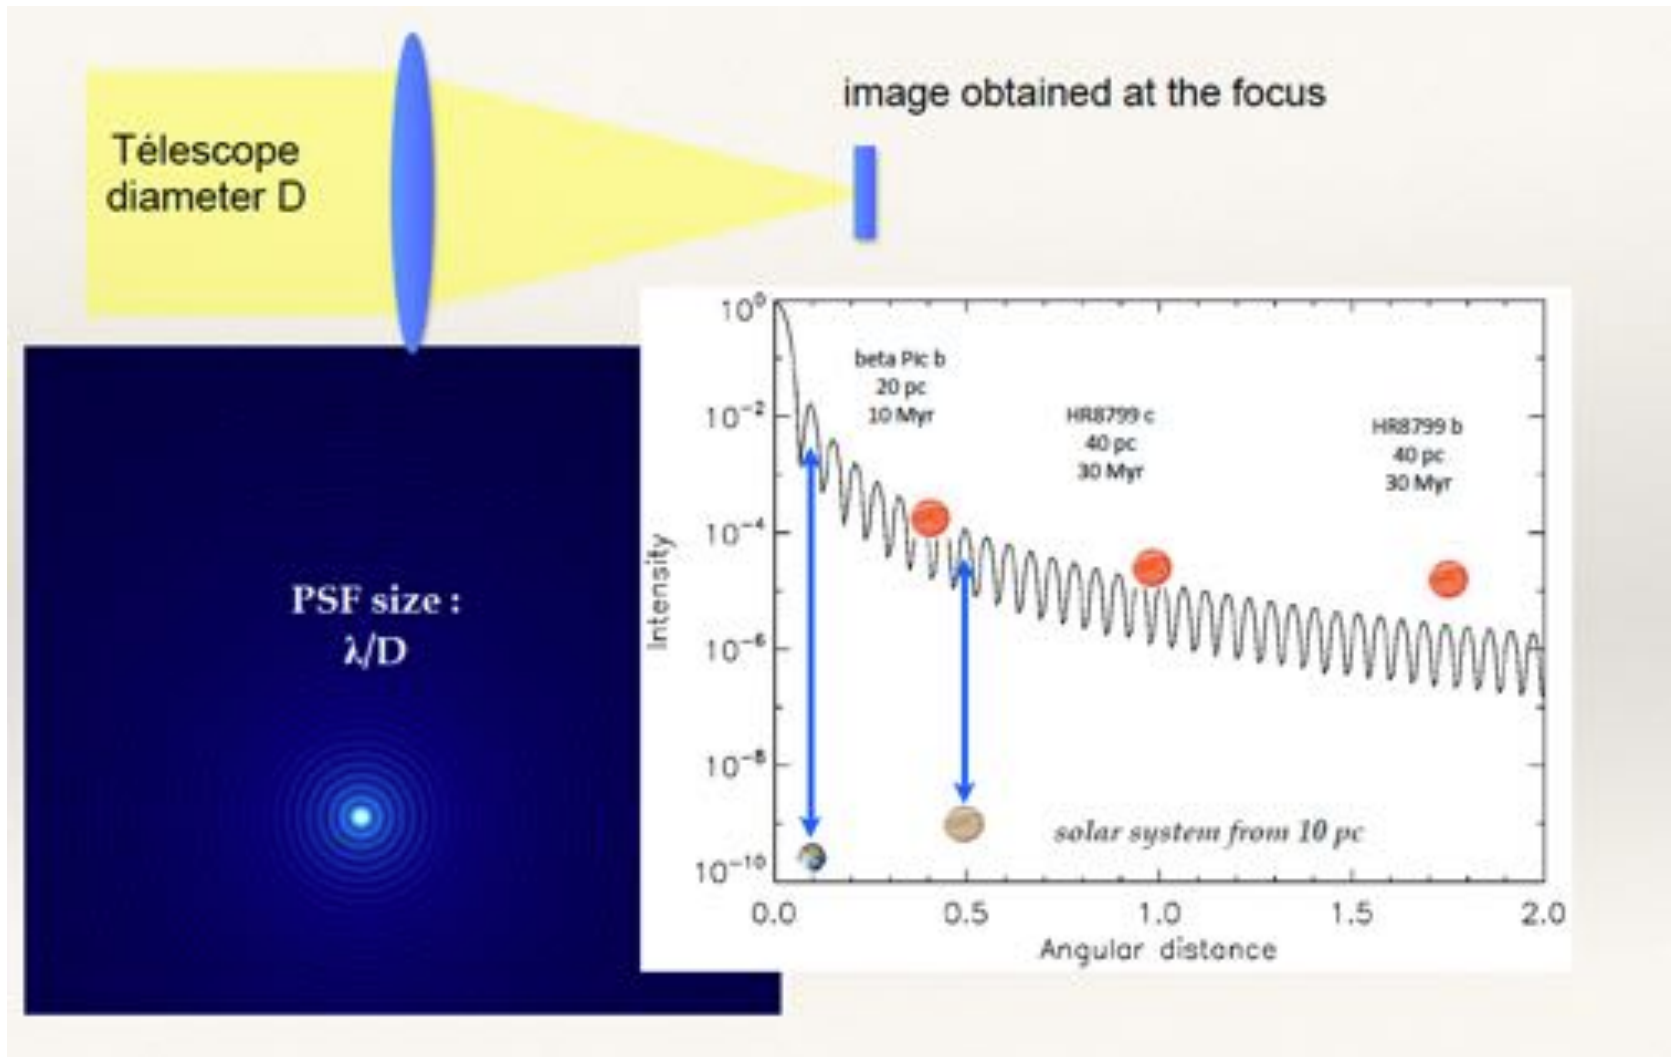 Télescope
diameter D
image obtained at the focus
PSF size :
λ/D
10⁰
10⁻²
10⁻⁴
10⁻⁶
10⁻⁸
10⁻¹⁰
Intensity
beta Pic b
20 pc
10 Myr
HR8799 c
40 pc
30 Myr
HR8799 b
40 pc
30 Myr
solar system from 10 pc
0.0 0.5 1.0 1.5 2.0
Angular distance